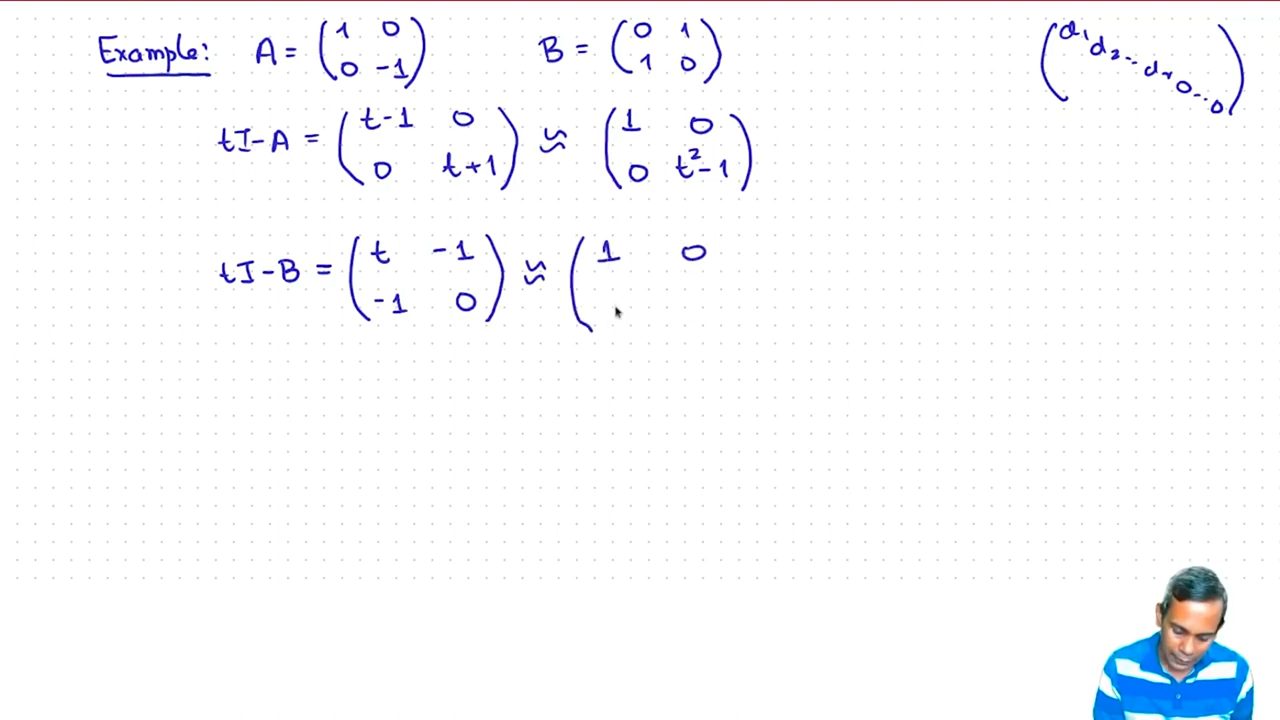 Example: A = (1 0 0 -1) B = (0 1 1 0) (d1 d2 ·· dr 0 ·· 0)
tI-A = (t-1 0 0 t+1) ≈ (1 0 0 t²-1)
tI-B = (t -1 -1 0) ≈ (1 0